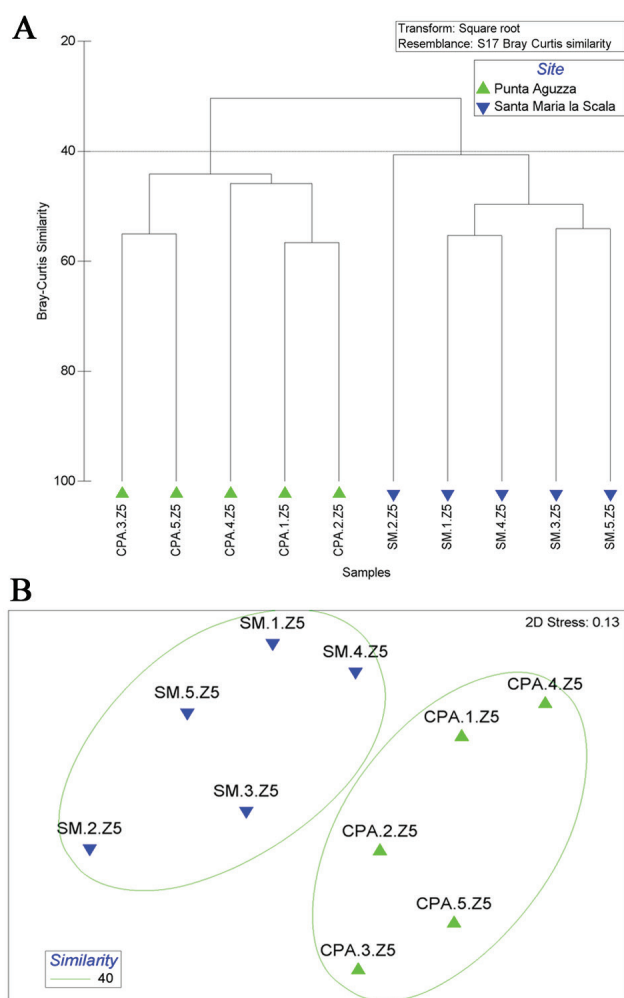 A
Transform: Square root
Resemblance: S17 Bray Curtis similarity
Site
Punta Aguzza
Santa Maria la Scala
20
40
60
80
100
Bray-Curtis Similarity
CPA.3.Z5
CPA.5.Z5
CPA.4.Z5
CPA.1.Z5
CPA.2.Z5
SM.2.Z5
SM.1.Z5
SM.4.Z5
SM.3.Z5
SM.5.Z5
Samples
B
2D Stress: 0.13
SM.1.Z5
SM.4.Z5
SM.5.Z5
CPA.4.Z5
CPA.1.Z5
SM.3.Z5
SM.2.Z5
CPA.2.Z5
CPA.5.Z5
CPA.3.Z5
Similarity
40